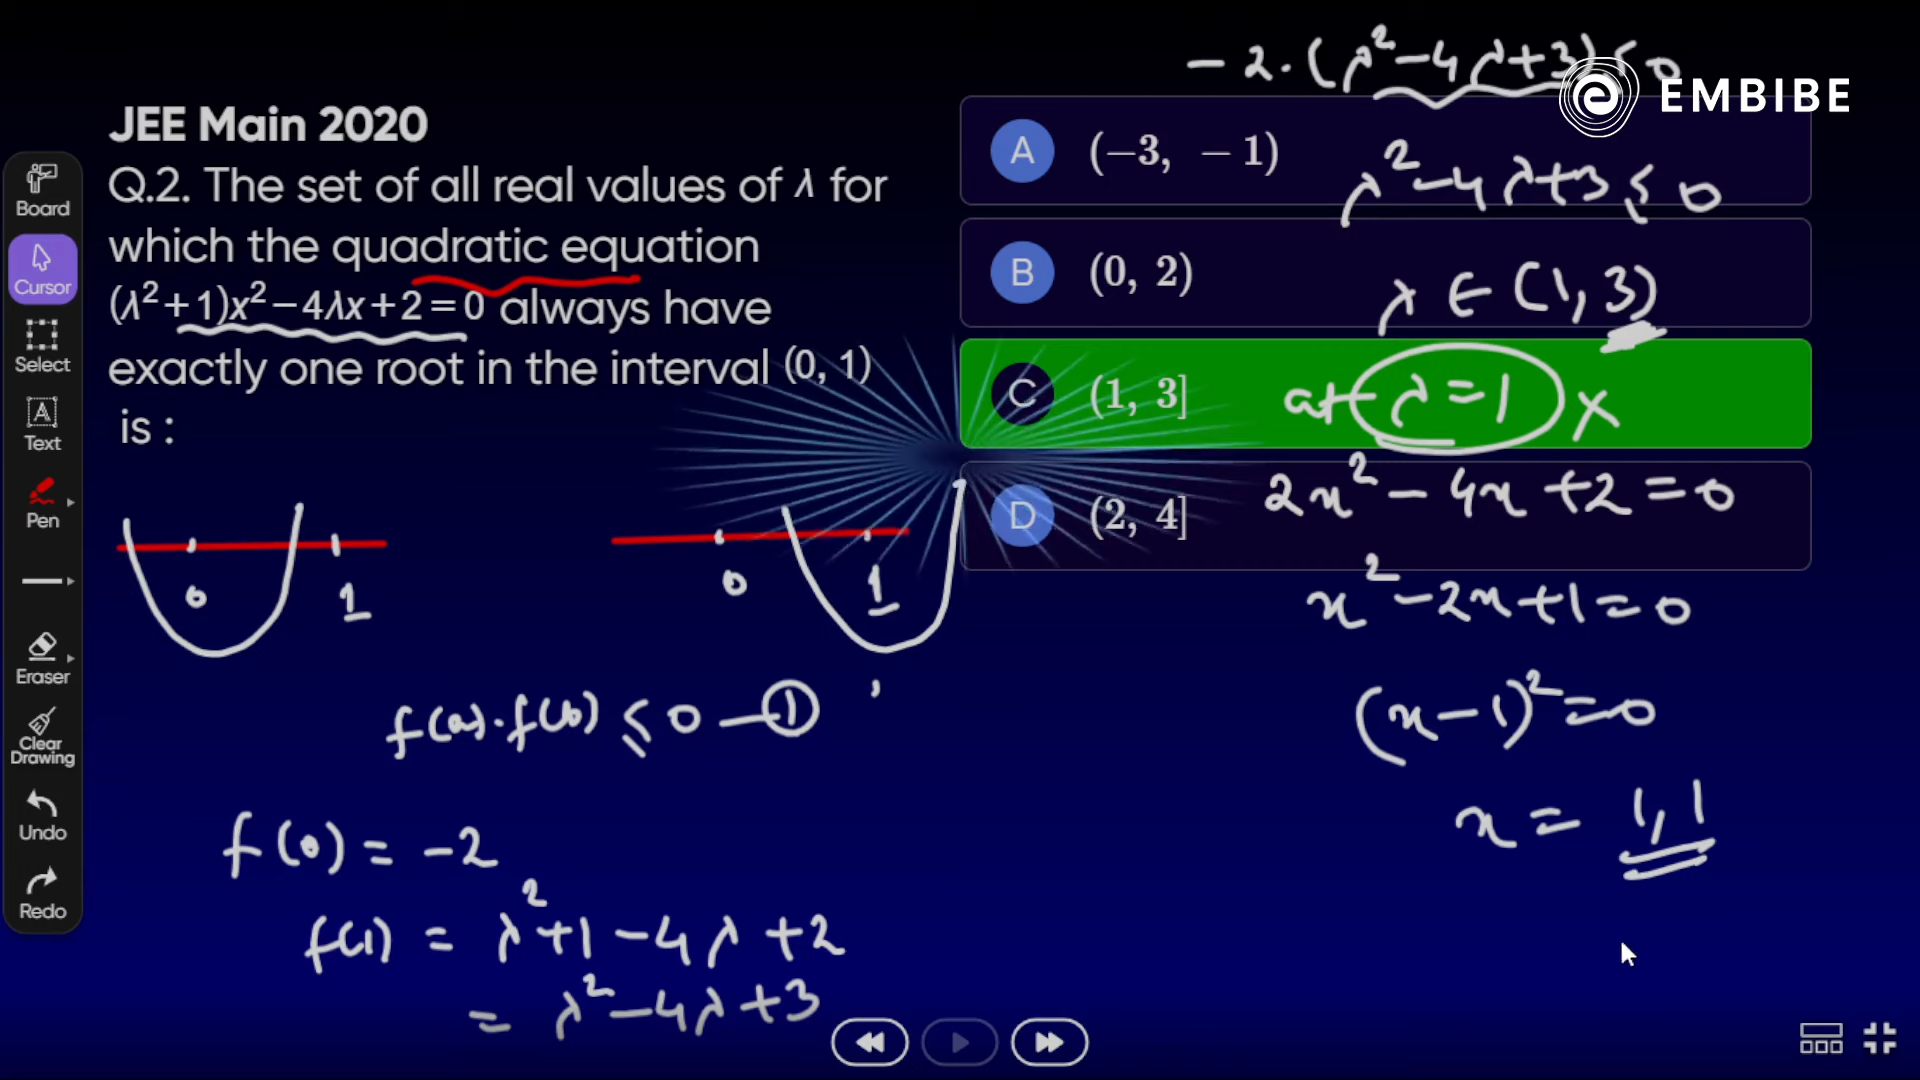 - 2. (λ²-4λ+3) ≤ 0
EMBIBE
JEE Main 2020
Q.2. The set of all real values of λ for
which the quadratic equation
(λ²+1)x²−4λx+2=0 always have
exactly one root in the interval (0, 1)
is :
A (−3, −1)
B (0, 2)
C (1, 3]
D (2, 4]
λ²-4λ+3 ≤ 0
λ ∈ (1, 3)
at λ=1 x
2x² - 4x +2 = 0
x² - 2x +1 = 0
(x-1)² = 0
x = 1, 1
0 1
0 1
f(a).f(b) ≤ 0 — ①
f(0) = -2
f(1) = λ²+1 -4λ +2
= λ²-4λ+3
Board
Cursor
Select
Text
Pen
Eraser
Clear
Drawing
Undo
Redo